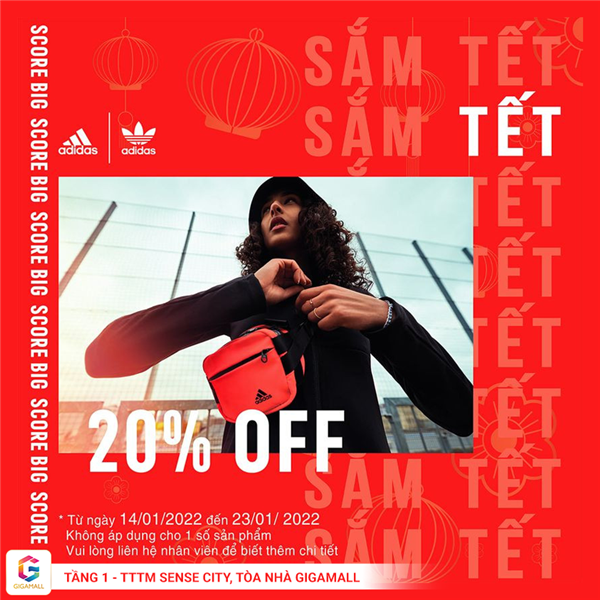 SCORE BIG SCORE BIG SCORE BIG SCORE BIG SCORE BIG SCORE
SẮM TẾT
SẮM TẾT
adidas
adidas
TẾT
TẾT
TẾT
TẾT
TẾT
adidas
20% OFF
SẮM TẾT
SẮM TẾT
* Từ ngày 14/01/2022 đến 23/01/ 2022
Không áp dụng cho 1 số sản phẩm
Vui lòng liên hệ nhân viên để biết thêm chi tiết
GIGAMALL
TẦNG 1 - TTTM SENSE CITY, TÒA NHÀ GIGAMALL